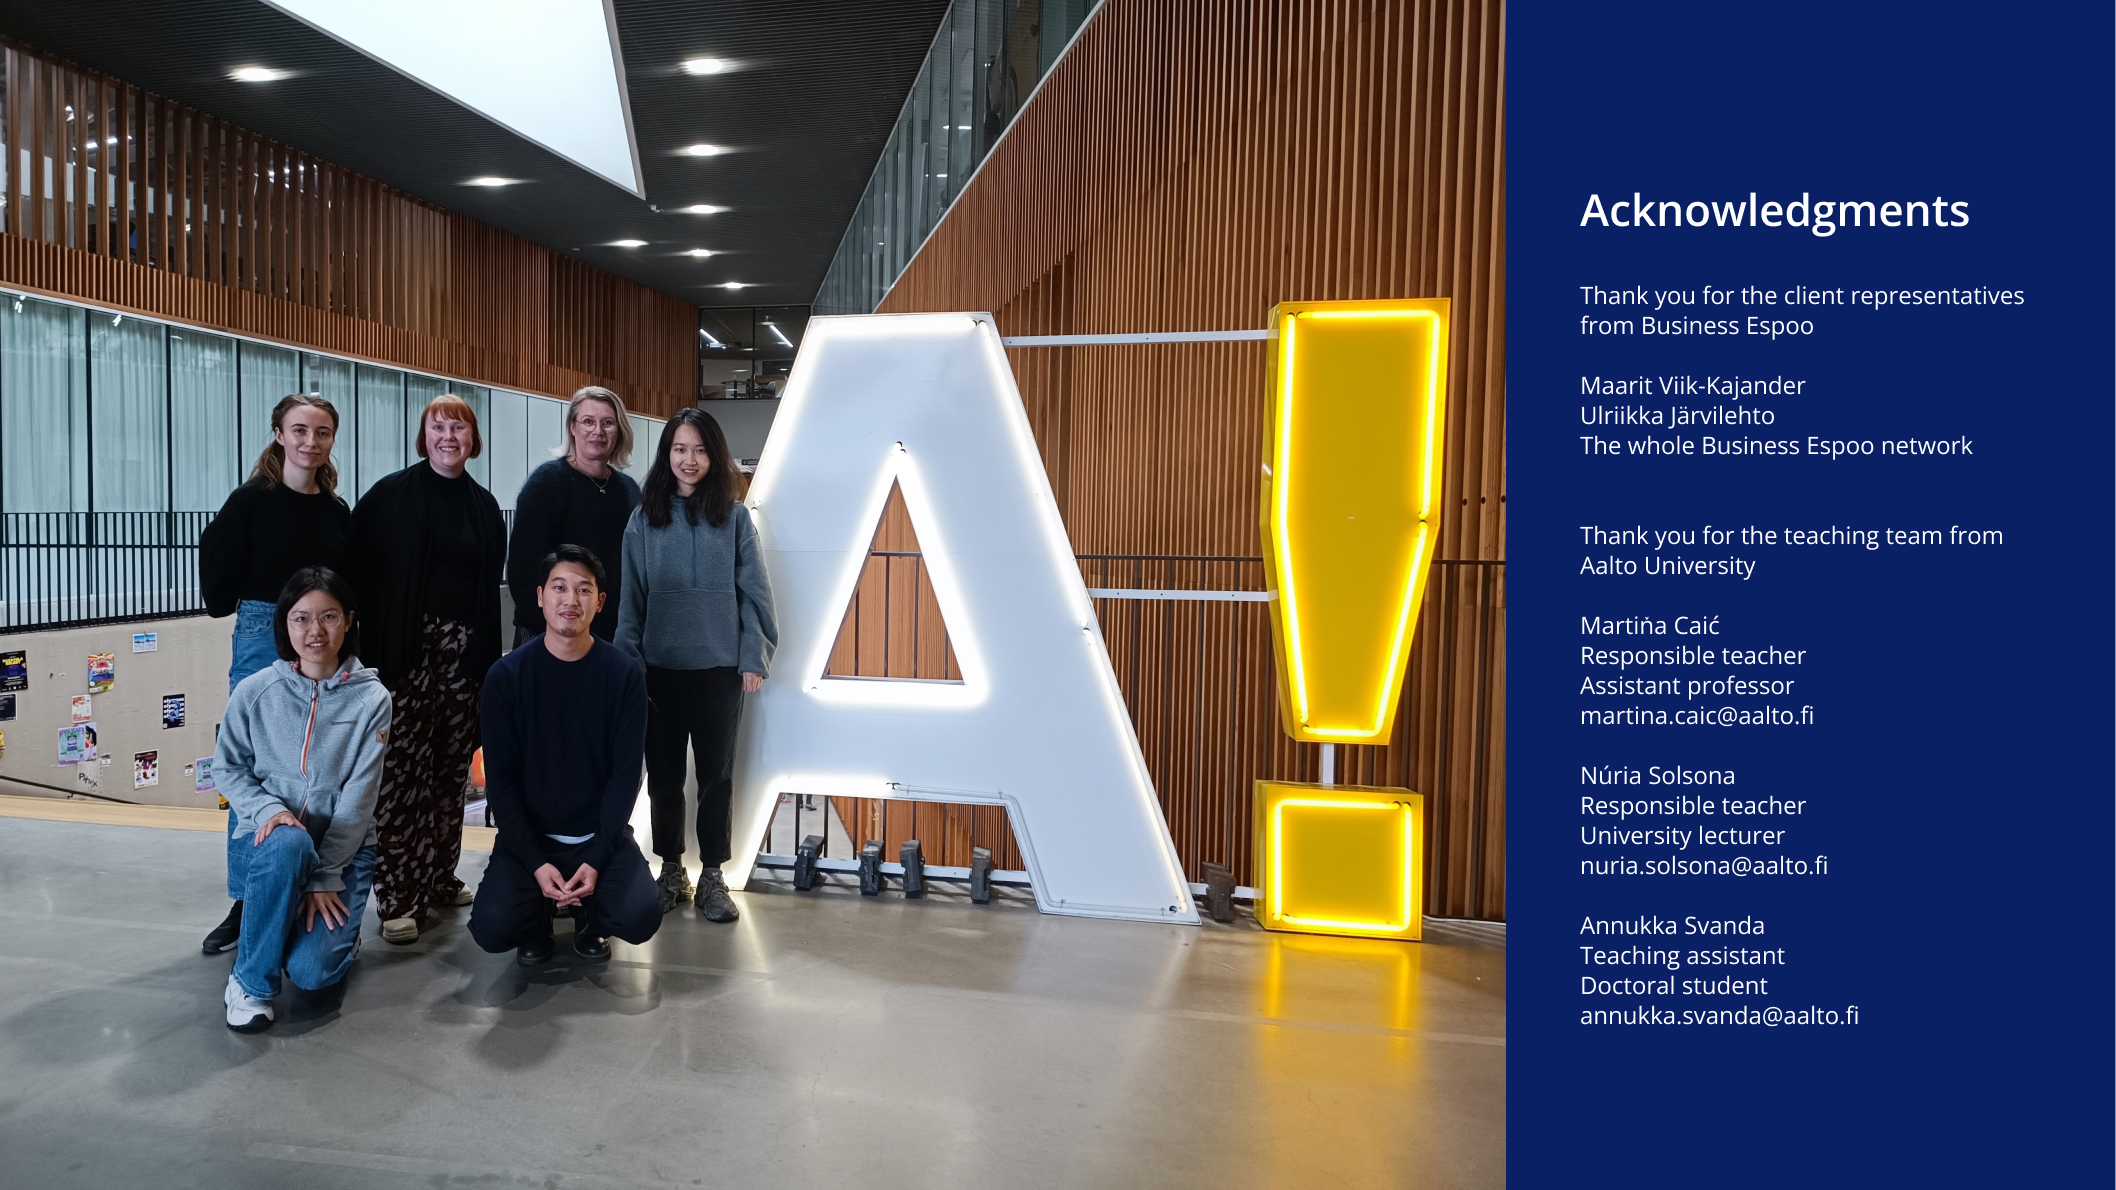 A!
Acknowledgments
Thank you for the client representatives
from Business Espoo
Maarit Viik-Kajander
Ulriikka Järvilehto
The whole Business Espoo network
Thank you for the teaching team from
Aalto University
Martiṅa Caić
Responsible teacher
Assistant professor
martina.caic@aalto.fi
Núria Solsona
Responsible teacher
University lecturer
nuria.solsona@aalto.fi
Annukka Svanda
Teaching assistant
Doctoral student
annukka.svanda@aalto.fi